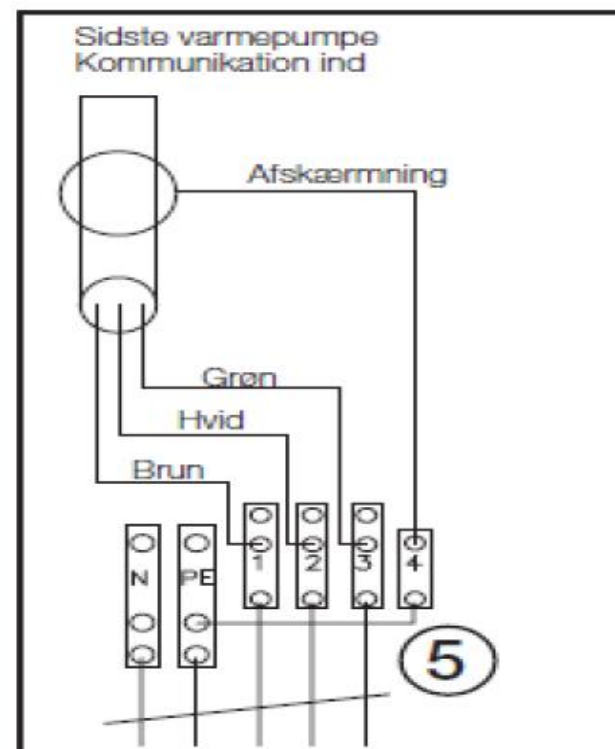 Sidste varmepumpe
Kommunikation ind
Afskærmning
Grøn
Hvid
Brun
N PE 1 2 3 4
5